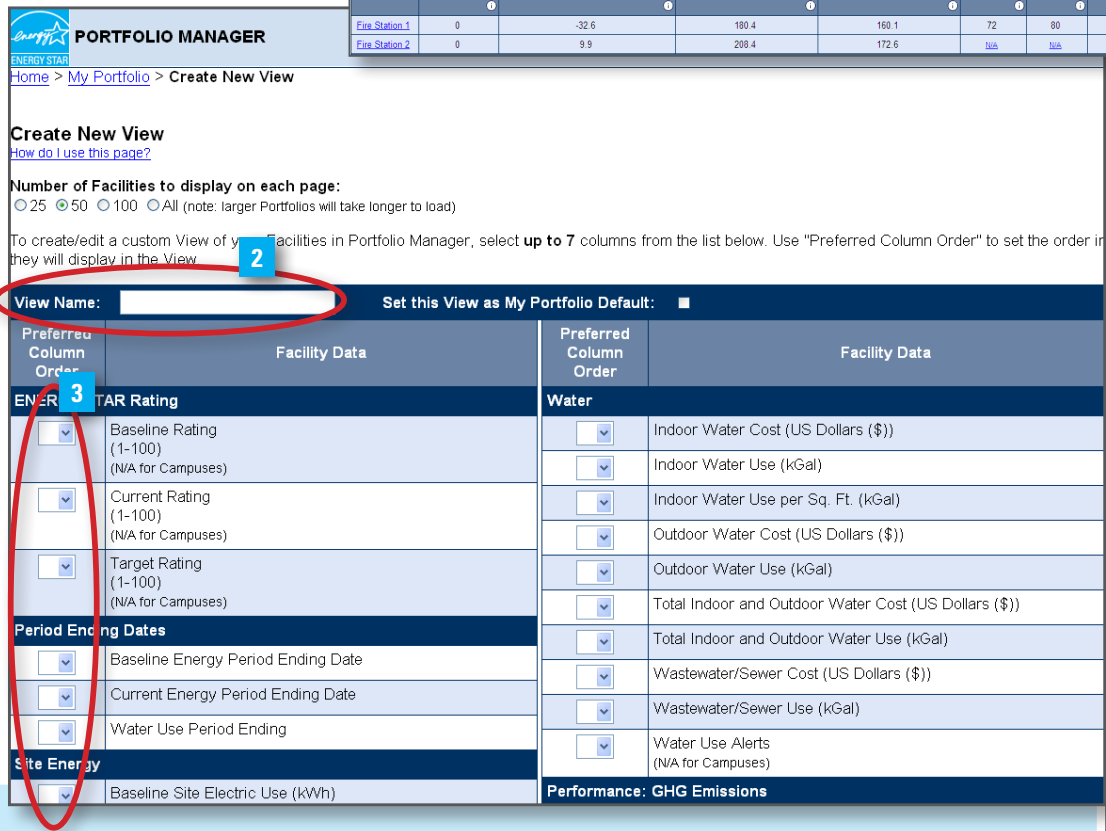 Fire Station 1 0 -32.6 180.4 160.1 72 80
Fire Station 2 0 9.9 208.4 172.6 N/A N/A
energy
ENERGY STAR
PORTFOLIO MANAGER
Home > My Portfolio > Create New View
Create New View
How do I use this page?
Number of Facilities to display on each page:
25 50 100 All (note: larger Portfolios will take longer to load)
To create/edit a custom View of Facilities in Portfolio Manager, select up to 7 columns from the list below. Use "Preferred Column Order" to set the order in
they will display in the View
2
View Name: Set this View as My Portfolio Default:
Preferred
Column
Order
Facility Data
Preferred
Column
Order
Facility Data
3
ENER TAR Rating
Baseline Rating
(1-100)
(N/A for Campuses)
Current Rating
(1-100)
(N/A for Campuses)
Target Rating
(1-100)
(N/A for Campuses)
Period Ending Dates
Baseline Energy Period Ending Date
Current Energy Period Ending Date
Water Use Period Ending
Site Energy
Baseline Site Electric Use (kWh)
Water
Indoor Water Cost (US Dollars ($))
Indoor Water Use (kGal)
Indoor Water Use per Sq. Ft. (kGal)
Outdoor Water Cost (US Dollars ($))
Outdoor Water Use (kGal)
Total Indoor and Outdoor Water Cost (US Dollars ($))
Total Indoor and Outdoor Water Use (kGal)
Wastewater/Sewer Cost (US Dollars ($))
Wastewater/Sewer Use (kGal)
Water Use Alerts
(N/A for Campuses)
Performance: GHG Emissions